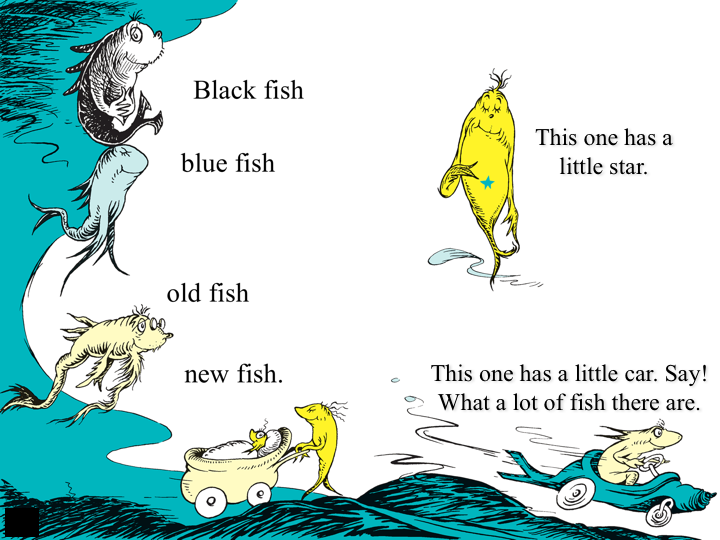 Black fish
blue fish
old fish
new fish.
This one has a
little star.
This one has a little car. Say!
What a lot of fish there are.